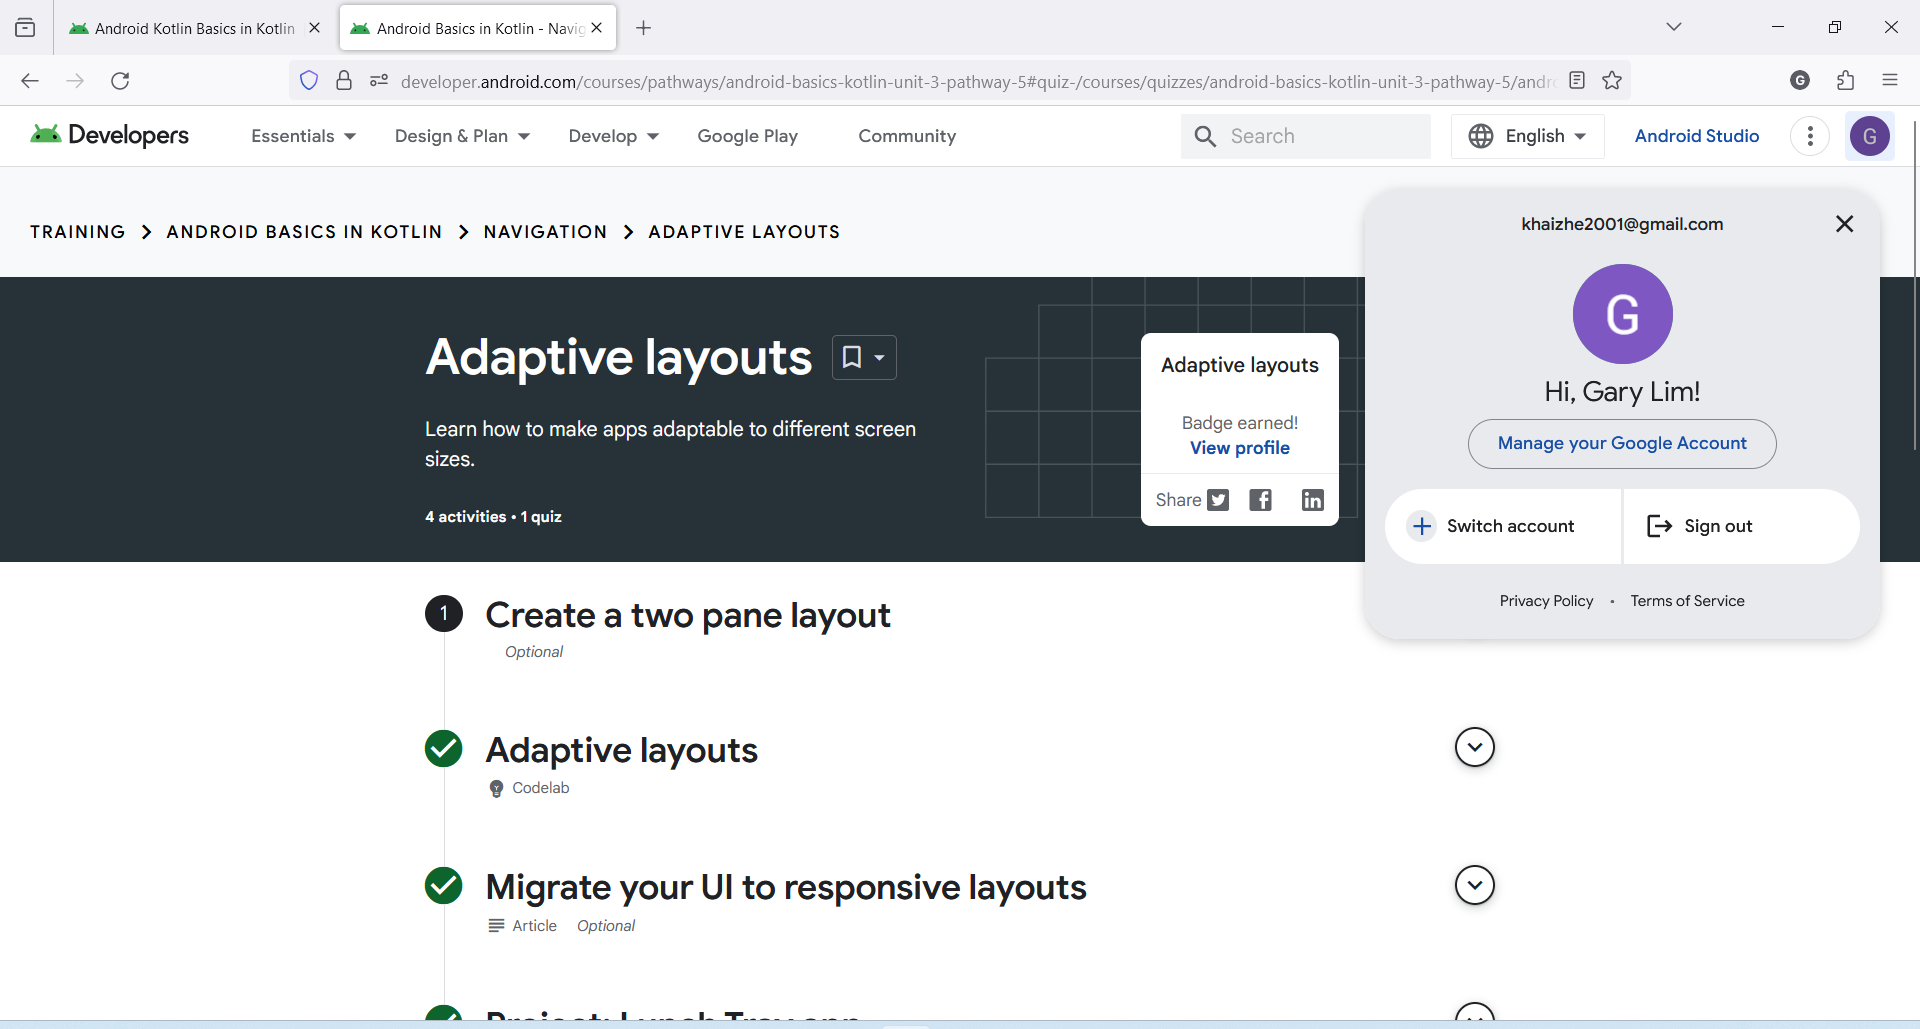 Android Kotlin Basics in Kotlin
Android Basics in Kotlin - Navig
developer.android.com/courses/pathways/android-basics-kotlin-unit-3-pathway-5#quiz-/courses/quizzes/android-basics-kotlin-unit-3-pathway-5/andro
G
Developers
Essentials
Design & Plan
Develop
Google Play
Community
Search
English
Android Studio
G
TRAINING > ANDROID BASICS IN KOTLIN > NAVIGATION > ADAPTIVE LAYOUTS
khaizhe2001@gmail.com
G
Hi, Gary Lim!
Manage your Google Account
Switch account
Sign out
Privacy Policy • Terms of Service
Adaptive layouts
Learn how to make apps adaptable to different screen
sizes.
4 activities • 1 quiz
Adaptive layouts
Badge earned!
View profile
Share
1
Create a two pane layout
Optional
Adaptive layouts
Codelab
Migrate your UI to responsive layouts
Article Optional
Project: Lunch Tray app